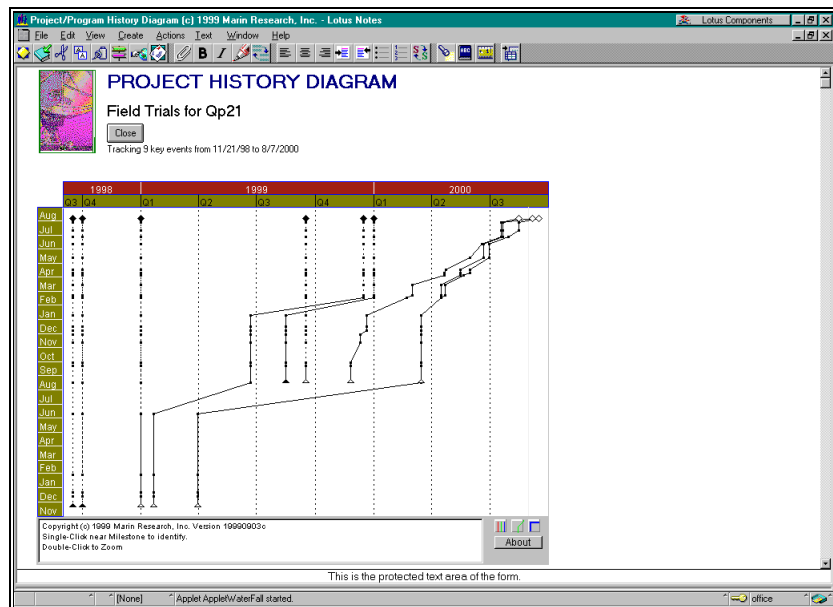 Project/Program History Diagram (c) 1999 Marin Research, Inc. - Lotus Notes
Lotus Components
File Edit View Create Actions Text Window Help
B I
PROJECT HISTORY DIAGRAM
Field Trials for Qp21
Close
Tracking 9 key events from 11/21/98 to 8/7/2000
1998 1999 2000
Q3 Q4 Q1 Q2 Q3 Q4 Q1 Q2 Q3
Aug
Jul
Jun
May
Apr
Mar
Feb
Jan
Dec
Nov
Oct
Sep
Aug
Jul
Jun
May
Apr
Mar
Feb
Jan
Dec
Nov
Copyright (c) 1999 Marin Research, Inc. Version 19990903c
Single-Click near Milestone to identify.
Double-Click to Zoom
About
This is the protected text area of the form.
[None] Applet AppletWaterFall started. office